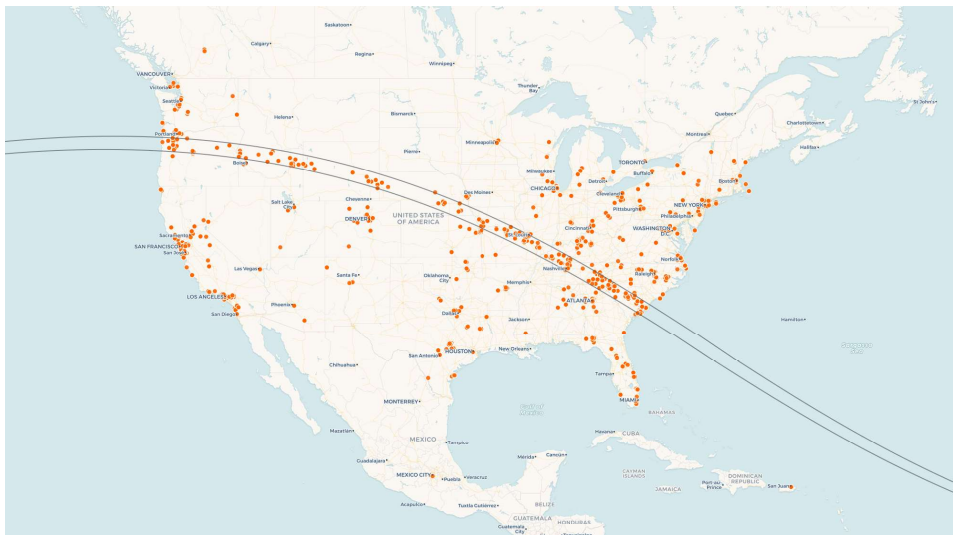 Saskatoon
Calgary
Regina
Winnipeg
VANCOUVER
Victoria
Seattle
Thunder
Bay
St John's
Quebec
Charlottetown
Helena
Bismarck
Portland
Montreal
Halifax
Minneapolis
Pierre
TORONTO
Boise
Milwaukee
Buffalo
Boston
Detroit
CHICAGO
Cleveland
Des Moines
Cheyenne
Salt Lake
City
NEW YORK
Pittsburgh
Philadelphia
DENVER
UNITED STATES
OF AMERICA
Cincinnati
WASHINGTON
D.C.
Sacramento
SAN FRANCISCO
San Jose
Norfolk
Las Vegas
Nashville
Raleigh
Santa Fe
Oklahoma
City
Memphis
LOS ANGELES
ATLANTA
Phoenix
San Diego
Dallas
Jackson
Hamilton
Sargasso
Sea
New Orleans
HOUSTON
San Antonio
Chihuahua
Tampa
MONTERREY
MIAMI
Gulf of
Mexico
BAHAMAS
Mazatlan
MEXICO
Havana
CUBA
Guadalajara
Mérida
Cancún
CAYMAN
ISLANDS
MEXICO CITY
Puebla
Veracruz
Port-au
Prince
DOMINICAN
REPUBLIC
San Juan
JAMAICA
Acapulco
Tuxtla Gutiérrez
BELIZE
GUATEMALA
Guatemala
City
HONDURAS